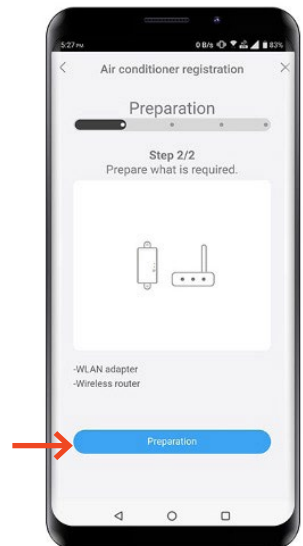 5:27 PM 0 B/s 83%
Air conditioner registration
Preparation
Step 2/2
Prepare what is required.
-WLAN adapter
-Wireless router
Preparation